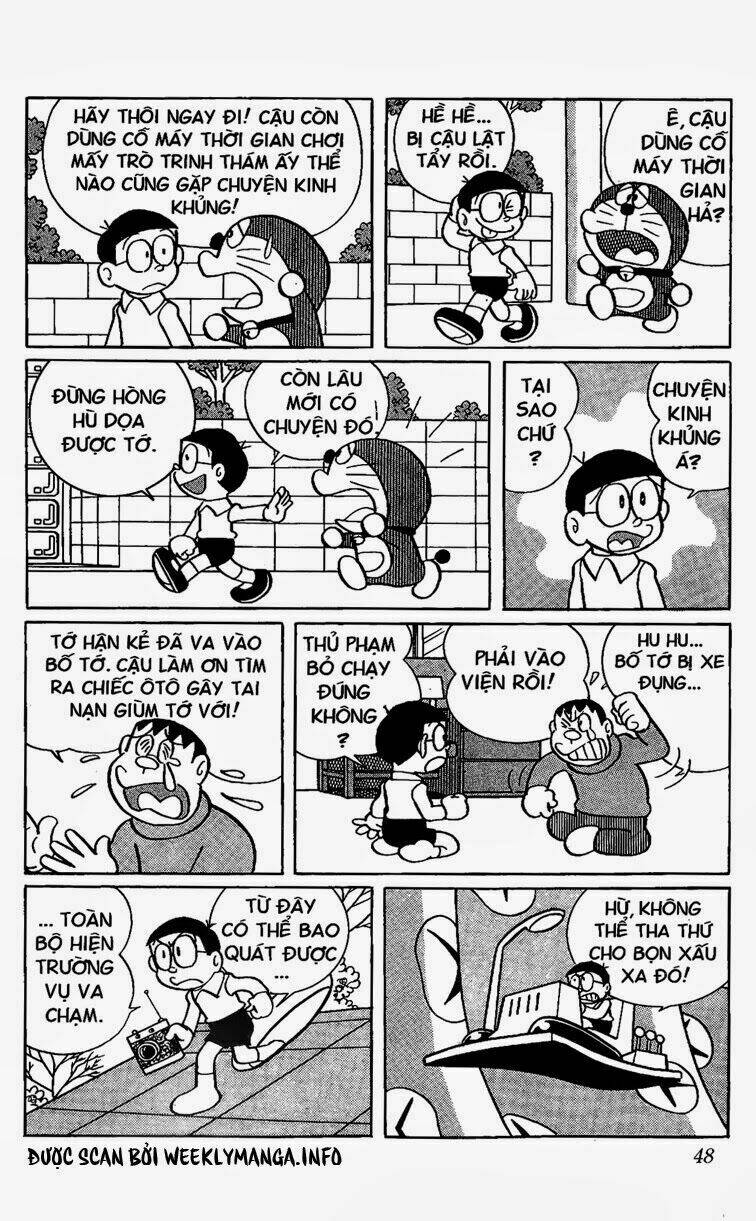 Ê, CẬU
DÙNG CỖ
MÁY THỜI
GIAN
HẢ?
HỀ HỀ...
BỊ CẬU LẬT
TẨY RỒI.
HÃY THÔI NGAY ĐI! CẬU CÒN
DÙNG CỖ MÁY THỜI GIAN CHƠI
MẤY TRÒ TRINH THÁM ẤY THỂ
NÀO CŨNG GẶP CHUYỆN KINH
KHỦNG!
CHUYỆN
KINH
KHỦNG
Á?
TẠI
SAO
CHỨ
?
CÒN LÂU
MỚI CÓ
CHUYỆN ĐÓ.
ĐỪNG HÒNG
HÙ DỌA
ĐƯỢC TỚ.
HU HU...
BỐ TỚ BỊ XE
ĐỤNG...
PHẢI VÀO
VIỆN RỒI!
THỦ PHẠM
BỎ CHẠY
ĐÚNG
KHÔNG
?
TỚ HẬN KẺ ĐÃ VA VÀO
BỐ TỚ. CẬU LÀM ƠN TÌM
RA CHIẾC ÔTÔ GÂY TAI
NẠN GIÙM TỚ VỚI!
HỪ, KHÔNG
THỂ THA THỨ
CHO BỌN XẤU
XA ĐÓ!
TỪ ĐÂY
CÓ THỂ BAO
QUÁT ĐƯỢC
...
... TOÀN
BỘ HIỆN
TRƯỜNG
VỤ VA
CHẠM.
ĐƯỢC SCAN BỞI WEEKLYMANGA.INFO
48